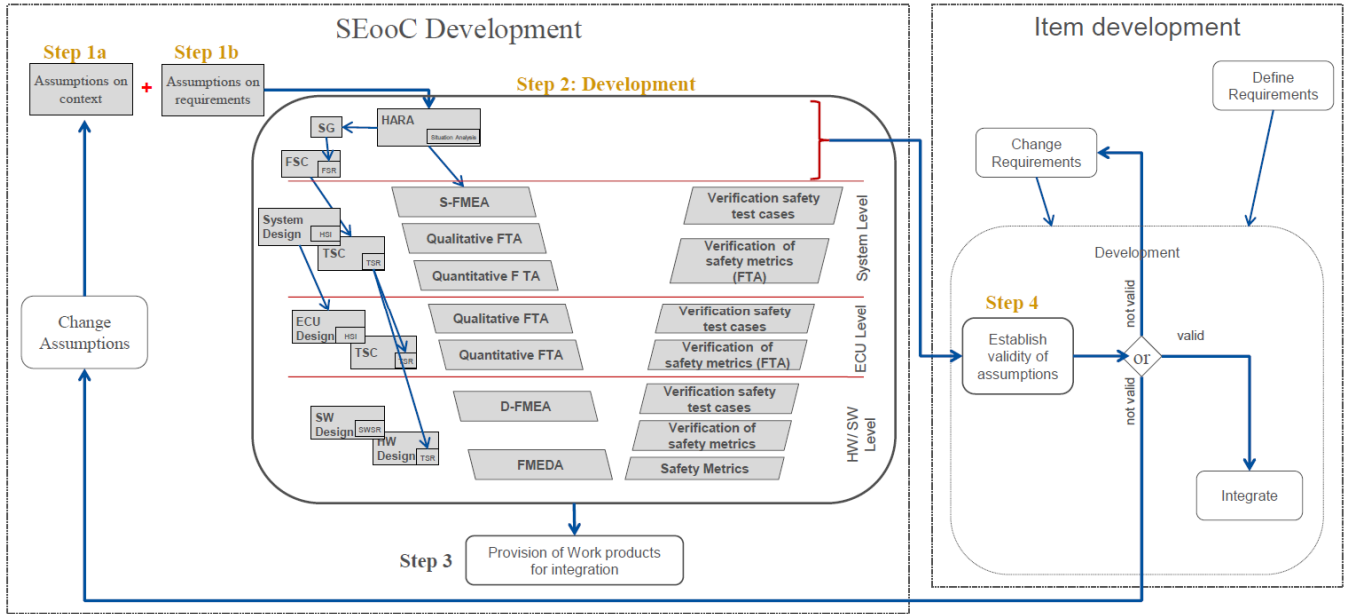 SEooC Development
Item development
Step 1a
Step 1b
Assumptions on
context
+
Assumptions on
requirements
Step 2: Development
HARA
Situation Analysis
SG
FSC
FSR
S-FMEA
Verification safety
test cases
System
Design
HSI
TSC
TSR
Qualitative FTA
Quantitative F TA
Verification of
safety metrics
(FTA)
System Level
ECU
Design
HSI
TSC
TSR
Qualitative FTA
Quantitative FTA
Verification safety
test cases
Verification of
safety metrics (FTA)
ECU Level
SW
Design
SWSR
HW
Design
TSR
D-FMEA
FMEDA
Verification safety
test cases
Verification of
safety metrics
Safety Metrics
HW/ SW
Level
Change
Assumptions
Step 3
Provision of Work products
for integration
Define
Requirements
Change
Requirements
Development
Step 4
Establish
validity of
assumptions
not valid
or
valid
not valid
Integrate